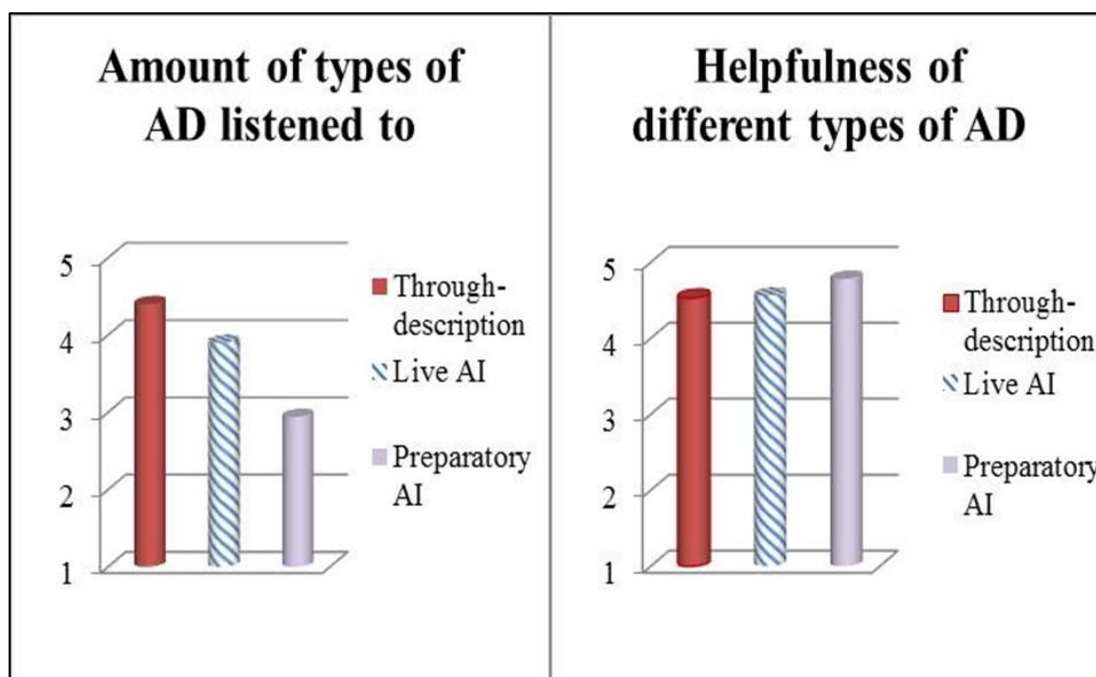 Amount of types of
AD listened to
5
4
3
2
1
Through-
description
Live AI
Preparatory
AI
Helpfulness of
different types of AD
5
4
3
2
1
Through-
description
Live AI
Preparatory
AI